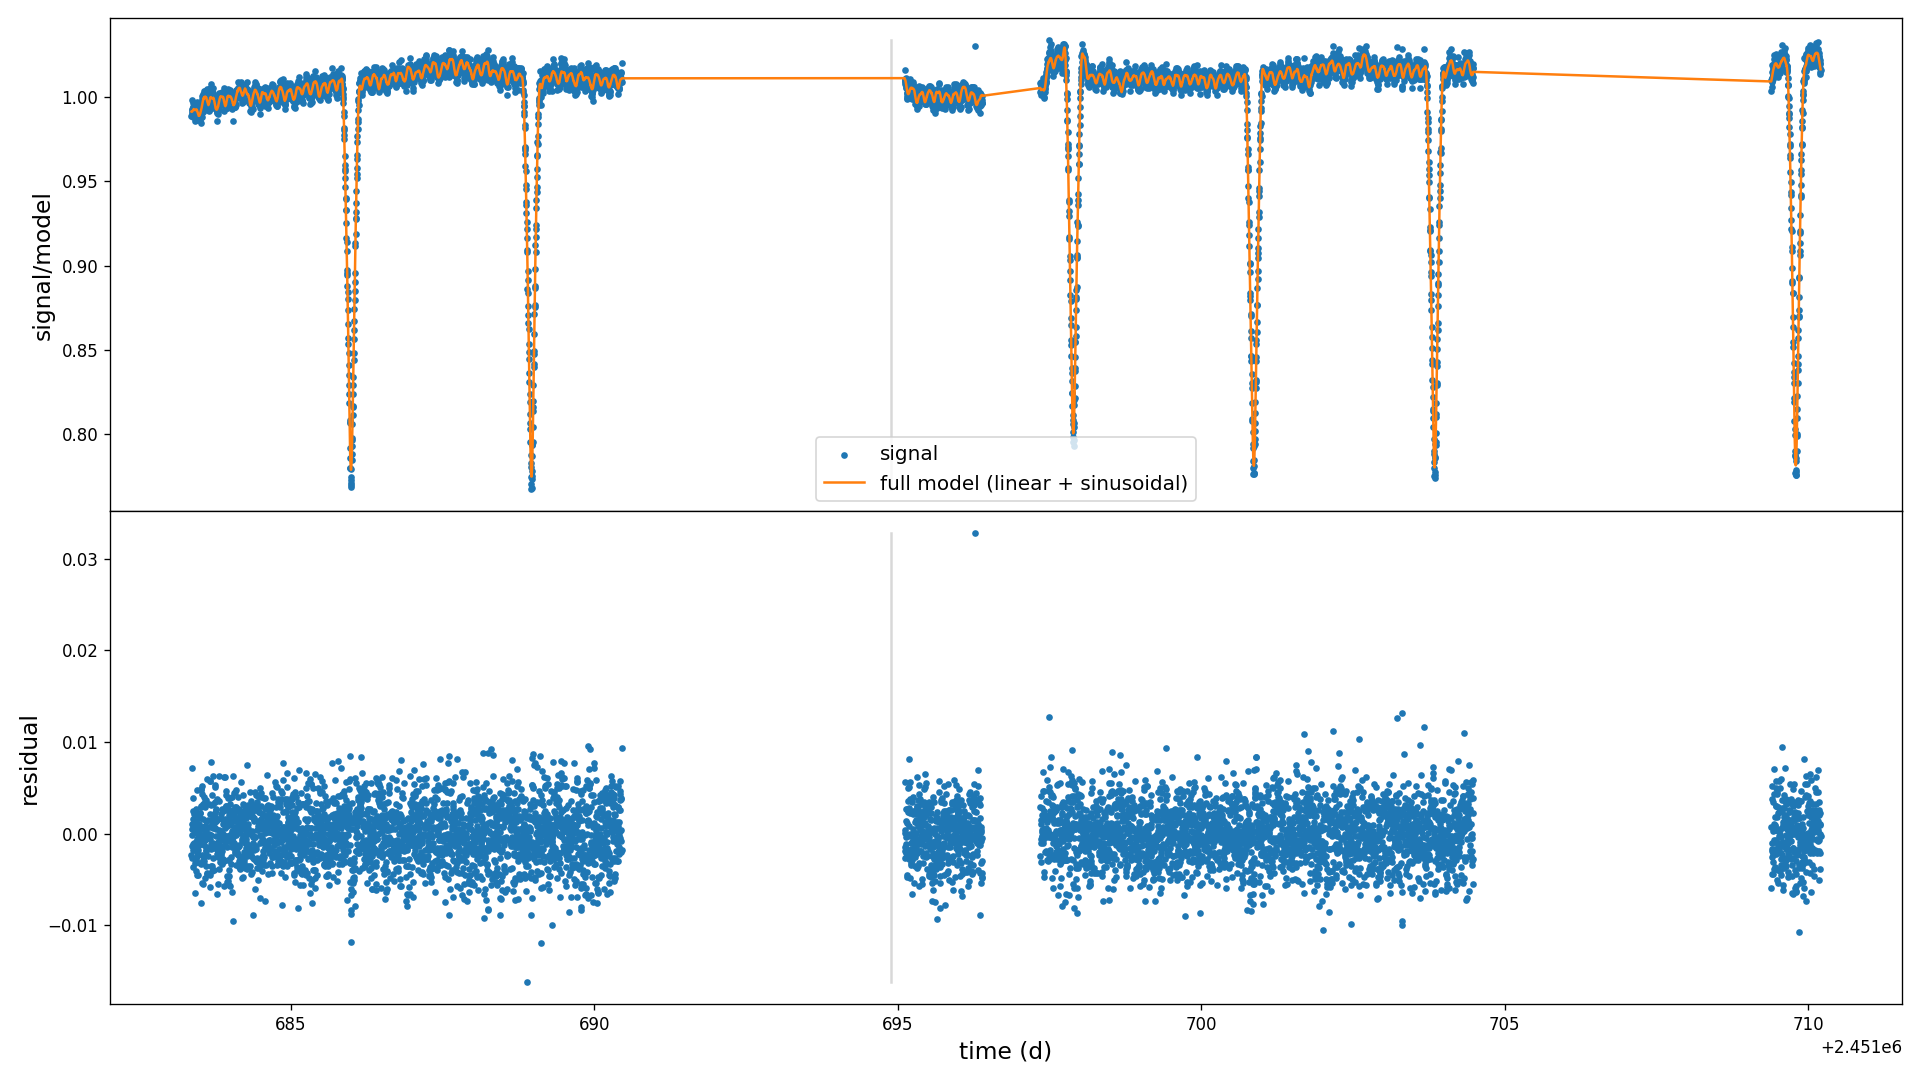 signal/model
1.00
0.95
0.90
0.85
0.80
signal
full model (linear + sinusoidal)
residual
0.03
0.02
0.01
0.00
−0.01
685
690
695
700
705
710
time (d)
+2.451e6